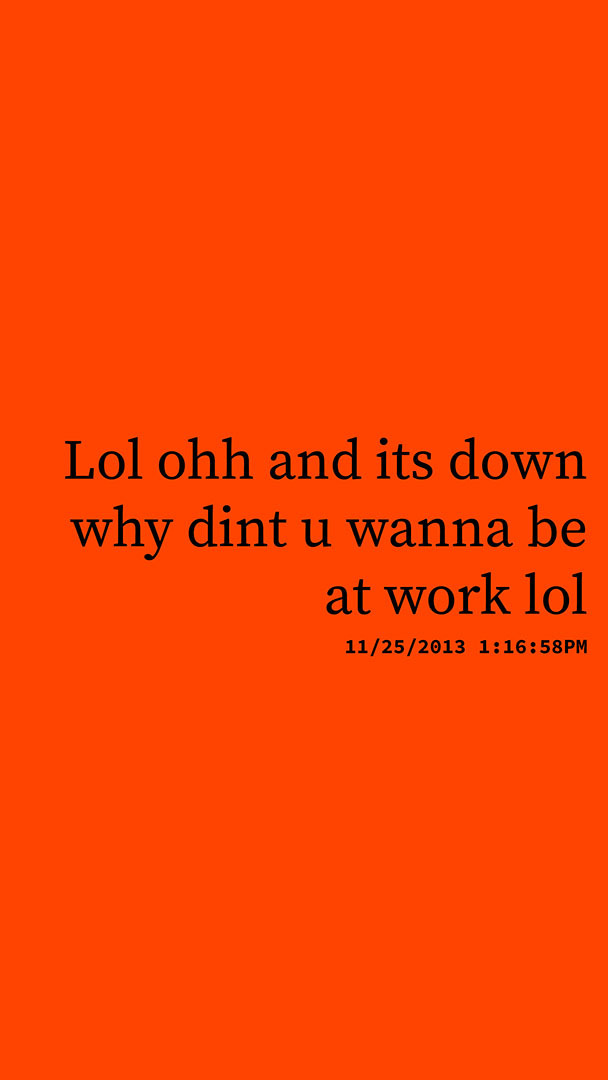 Lol ohh and its down
why dint u wanna be
at work lol
11/25/2013 1:16:58PM